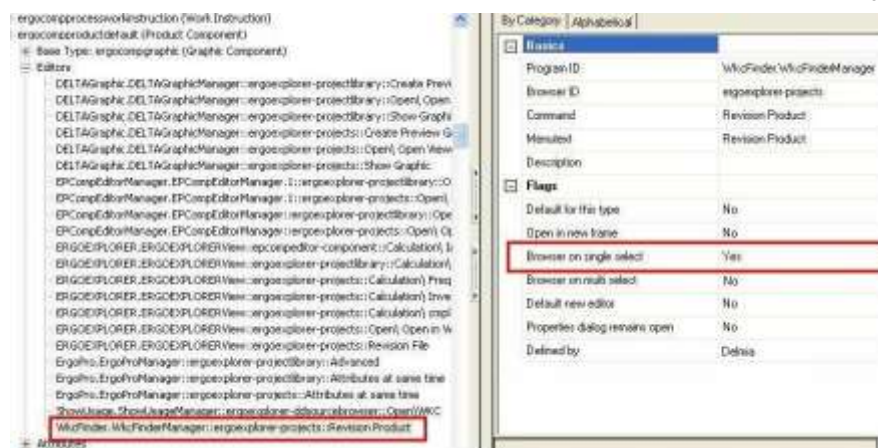 ergocompprocessworkinstruction (Work Instruction)
ergocompproductdefault (Product Component)
Base Type: ergocompgraphic (Graphic Component)
Editors
DELTAGraphic.DELTAGraphicManager::ergoexplorer-projectlibrary::Create Previ
DELTAGraphic.DELTAGraphicManager::ergoexplorer-projectlibrary::Open\, Open
DELTAGraphic.DELTAGraphicManager::ergoexplorer-projectlibrary::Show Graphi
DELTAGraphic.DELTAGraphicManager::ergoexplorer-projects::Create Preview G
DELTAGraphic.DELTAGraphicManager::ergoexplorer-projects::Open\, Open View
DELTAGraphic.DELTAGraphicManager::ergoexplorer-projects::Show Graphic
EPCompEditorManager.EPCompEditorManager.1::ergoexplorer-projectlibrary::O
EPCompEditorManager.EPCompEditorManager.1::ergoexplorer-projects::Open\,
EPCompEditorManager.EPCompEditorManager::ergoexplorer-projectlibrary::Ope
EPCompEditorManager.EPCompEditorManager::ergoexplorer-projects::Open\, O
ERGOEXPLORER.ERGOEXPLORERView::epcompeditor-component::Calculation\,
ERGOEXPLORER.ERGOEXPLORERView::ergoexplorer-projectlibrary::Calculation\
ERGOEXPLORER.ERGOEXPLORERView::ergoexplorer-projects::Calculation\ Freq
ERGOEXPLORER.ERGOEXPLORERView::ergoexplorer-projects::Calculation\ Inve
ERGOEXPLORER.ERGOEXPLORERView::ergoexplorer-projects::Calculation\ cmpl
ERGOEXPLORER.ERGOEXPLORERView::ergoexplorer-projects::Open\, Open in W
ERGOEXPLORER.ERGOEXPLORERView::ergoexplorer-projects::Revision File
ErgoPro.ErgoProManager::ergoexplorer-projectlibrary::Advanced
ErgoPro.ErgoProManager::ergoexplorer-projectlibrary::Attributes at same time
ErgoPro.ErgoProManager::ergoexplorer-projects::Attributes at same time
ShowUsage.ShowUsageManager::ergoexplorer-ddsourcebrowser::OpenWKC
WkcFinder.WkcFinderManager::ergoexplorer-projects::Revision Product
Attributes
By Category Alphabetical
Basics
Program ID WkcFinder.WkcFinderManager
Browser ID ergoexplorer-projects
Command Revision Product
Menutext Revision Product
Description
Flags
Default for this type No
Open in new frame No
Browser on single select Yes
Browser on multi select No
Default new editor No
Properties dialog remains open No
Defined by Delmia